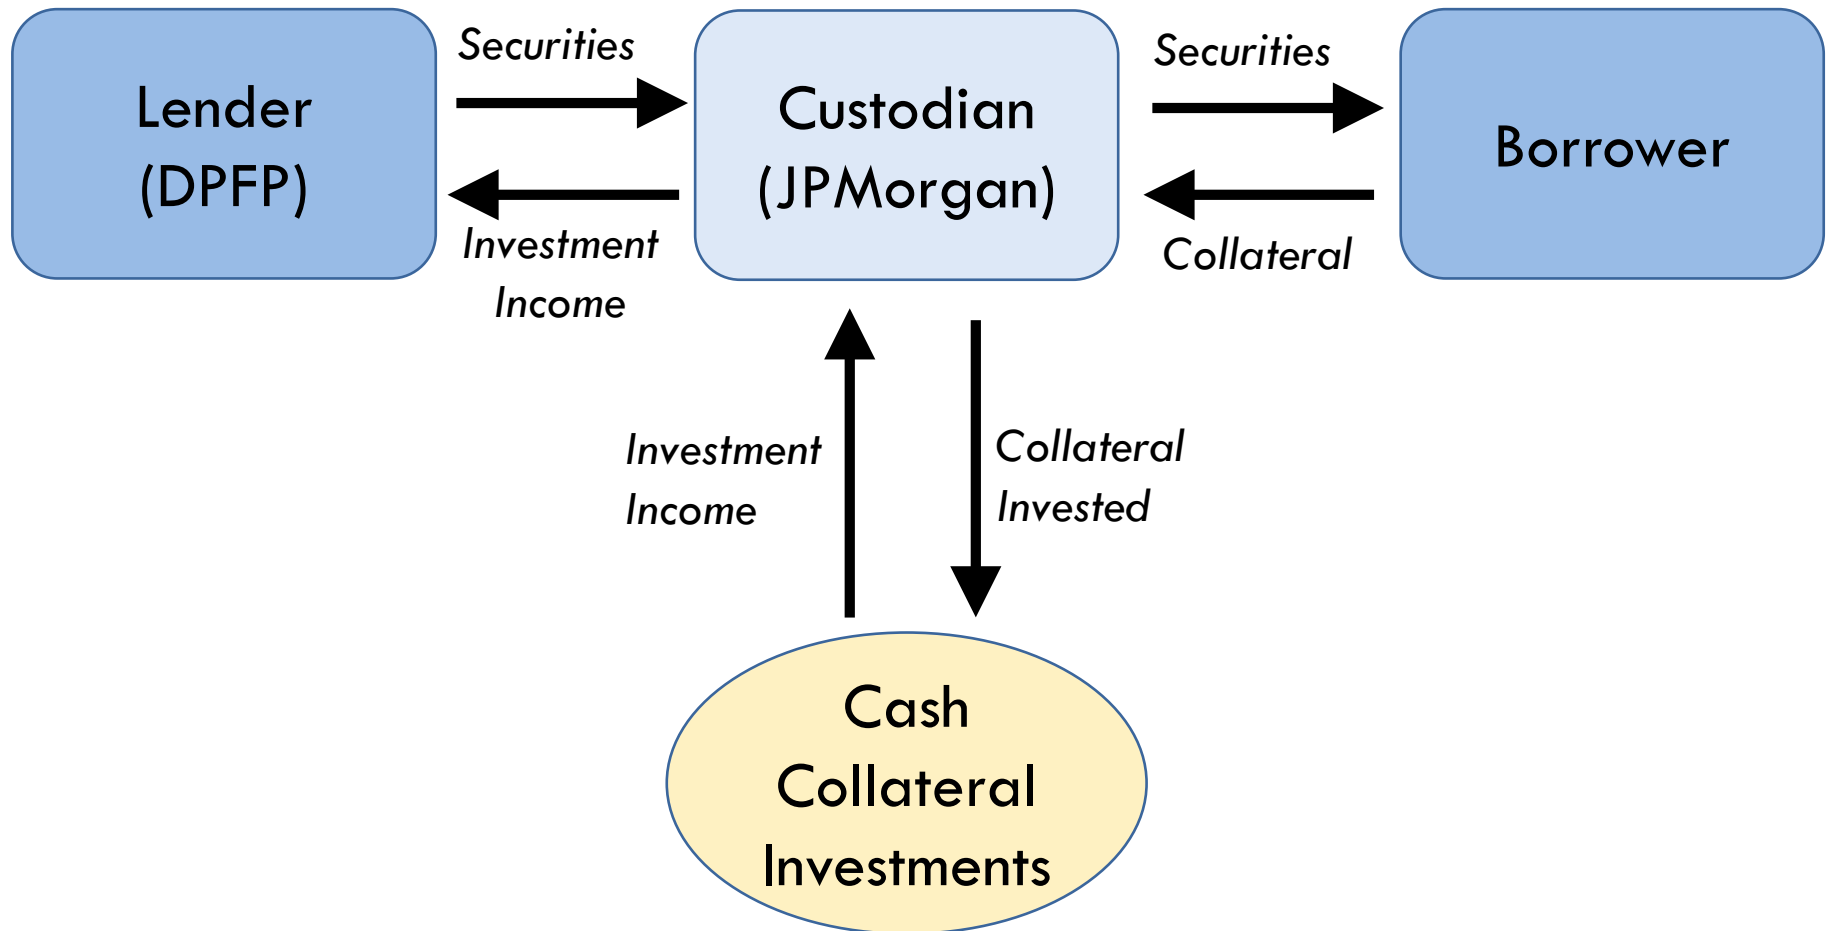 Lender
(DPFP)
Securities
Investment
Income
Custodian
(JPMorgan)
Securities
Collateral
Borrower
Investment
Income
Collateral
Invested
Cash
Collateral
Investments